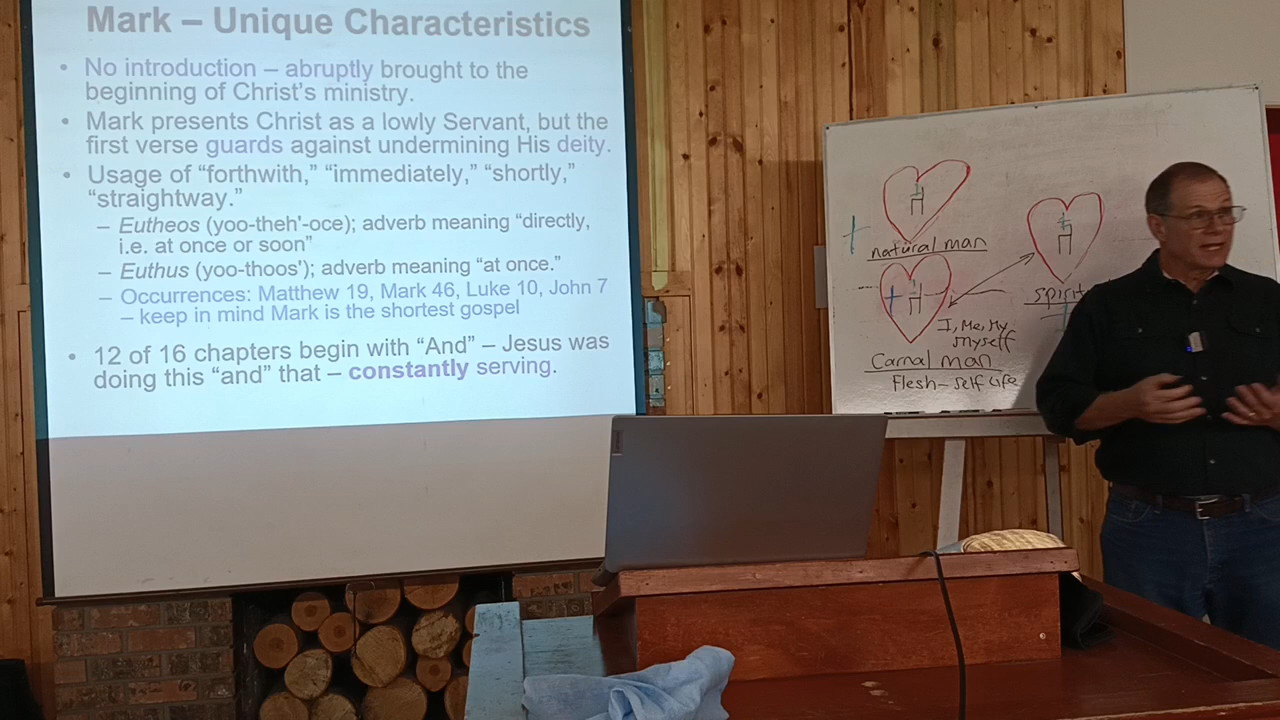 Mark – Unique Characteristics
• No introduction – abruptly brought to the
beginning of Christ's ministry.
• Mark presents Christ as a lowly Servant, but the
first verse guards against undermining His deity.
• Usage of “forthwith,” “immediately,” “shortly,”
“straightway.”
– Eutheos (yoo-theh'-oce); adverb meaning “directly,
i.e. at once or soon”
– Euthus (yoo-thoos'); adverb meaning “at once.”
– Occurrences: Matthew 19, Mark 46, Luke 10, John 7
– keep in mind Mark is the shortest gospel
• 12 of 16 chapters begin with “And” – Jesus was
doing this “and” that – constantly serving.
natural man
I, Me, My
Myself
Carnal man
Flesh – self life